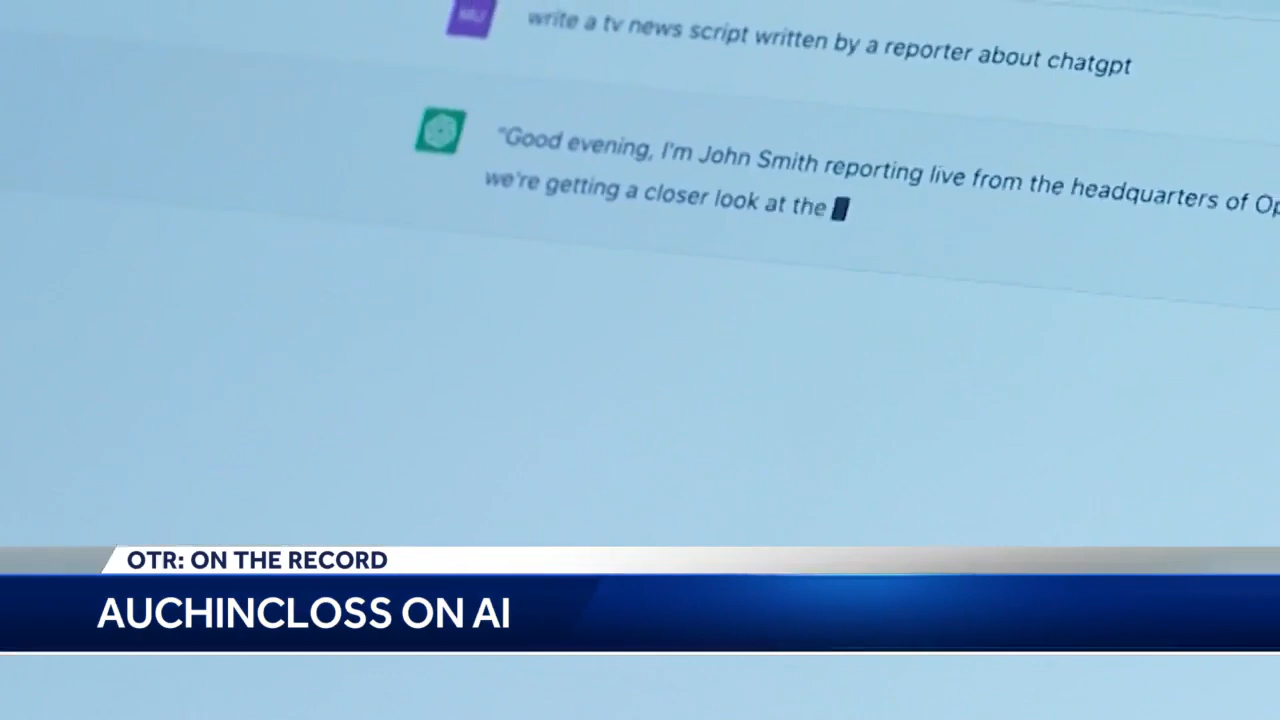 write a tv news script written by a reporter about chatgpt
"Good evening, I'm John Smith reporting live from the headquarters of Op
we're getting a closer look at the
OTR: ON THE RECORD
AUCHINCLOSS ON AI